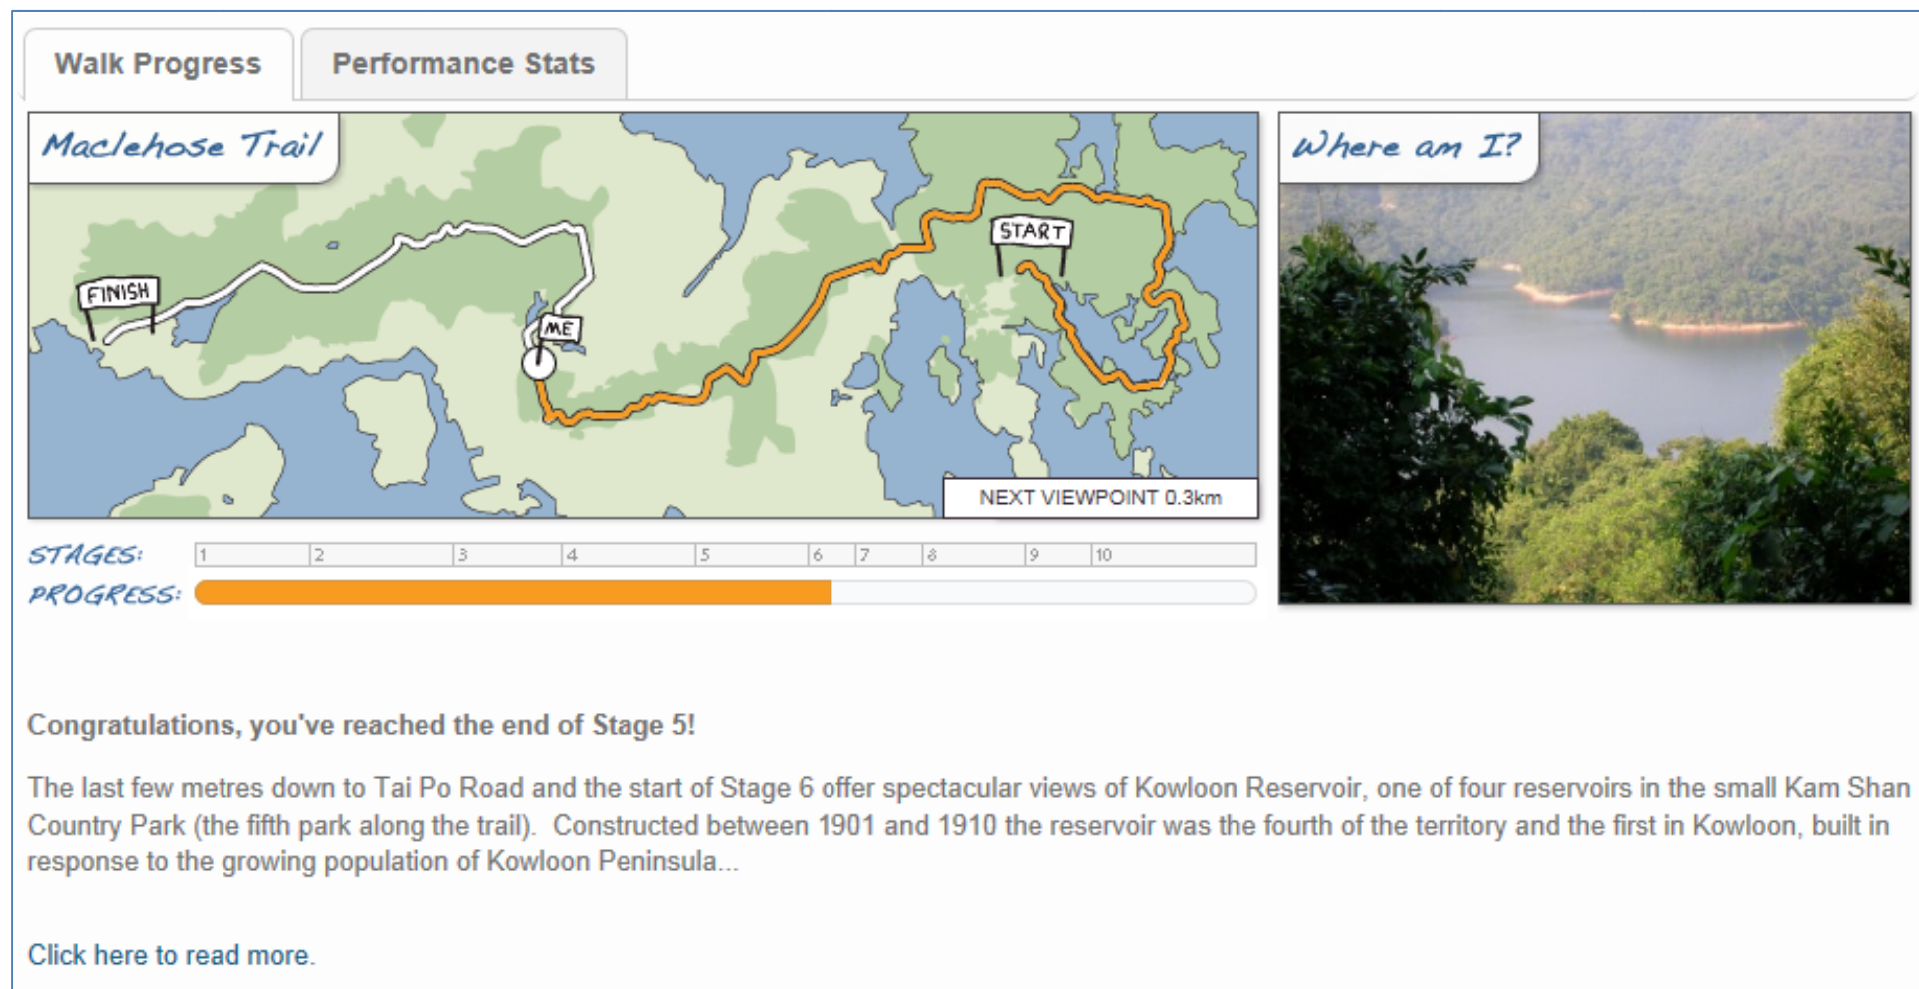 Walk Progress
Performance Stats
Maclehose Trail
START
FINISH
ME
NEXT VIEWPOINT 0.3km
Where am I?
STAGES: 1 2 3 4 5 6 7 8 9 10
PROGRESS:
Congratulations, you've reached the end of Stage 5!
The last few metres down to Tai Po Road and the start of Stage 6 offer spectacular views of Kowloon Reservoir, one of four reservoirs in the small Kam Shan
Country Park (the fifth park along the trail).  Constructed between 1901 and 1910 the reservoir was the fourth of the territory and the first in Kowloon, built in
response to the growing population of Kowloon Peninsula...
Click here to read more.